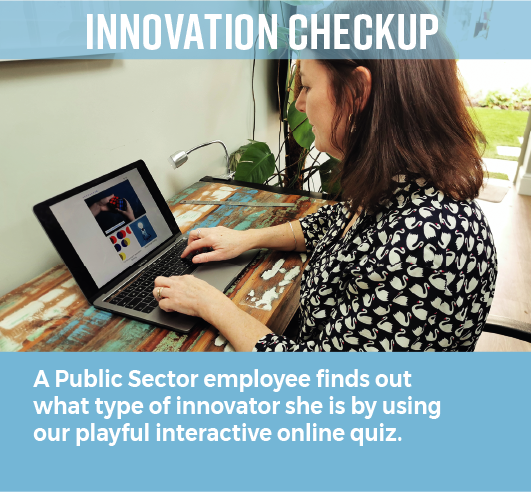 INNOVATION CHECKUP
A Public Sector employee finds out
what type of innovator she is by using
our playful interactive online quiz.